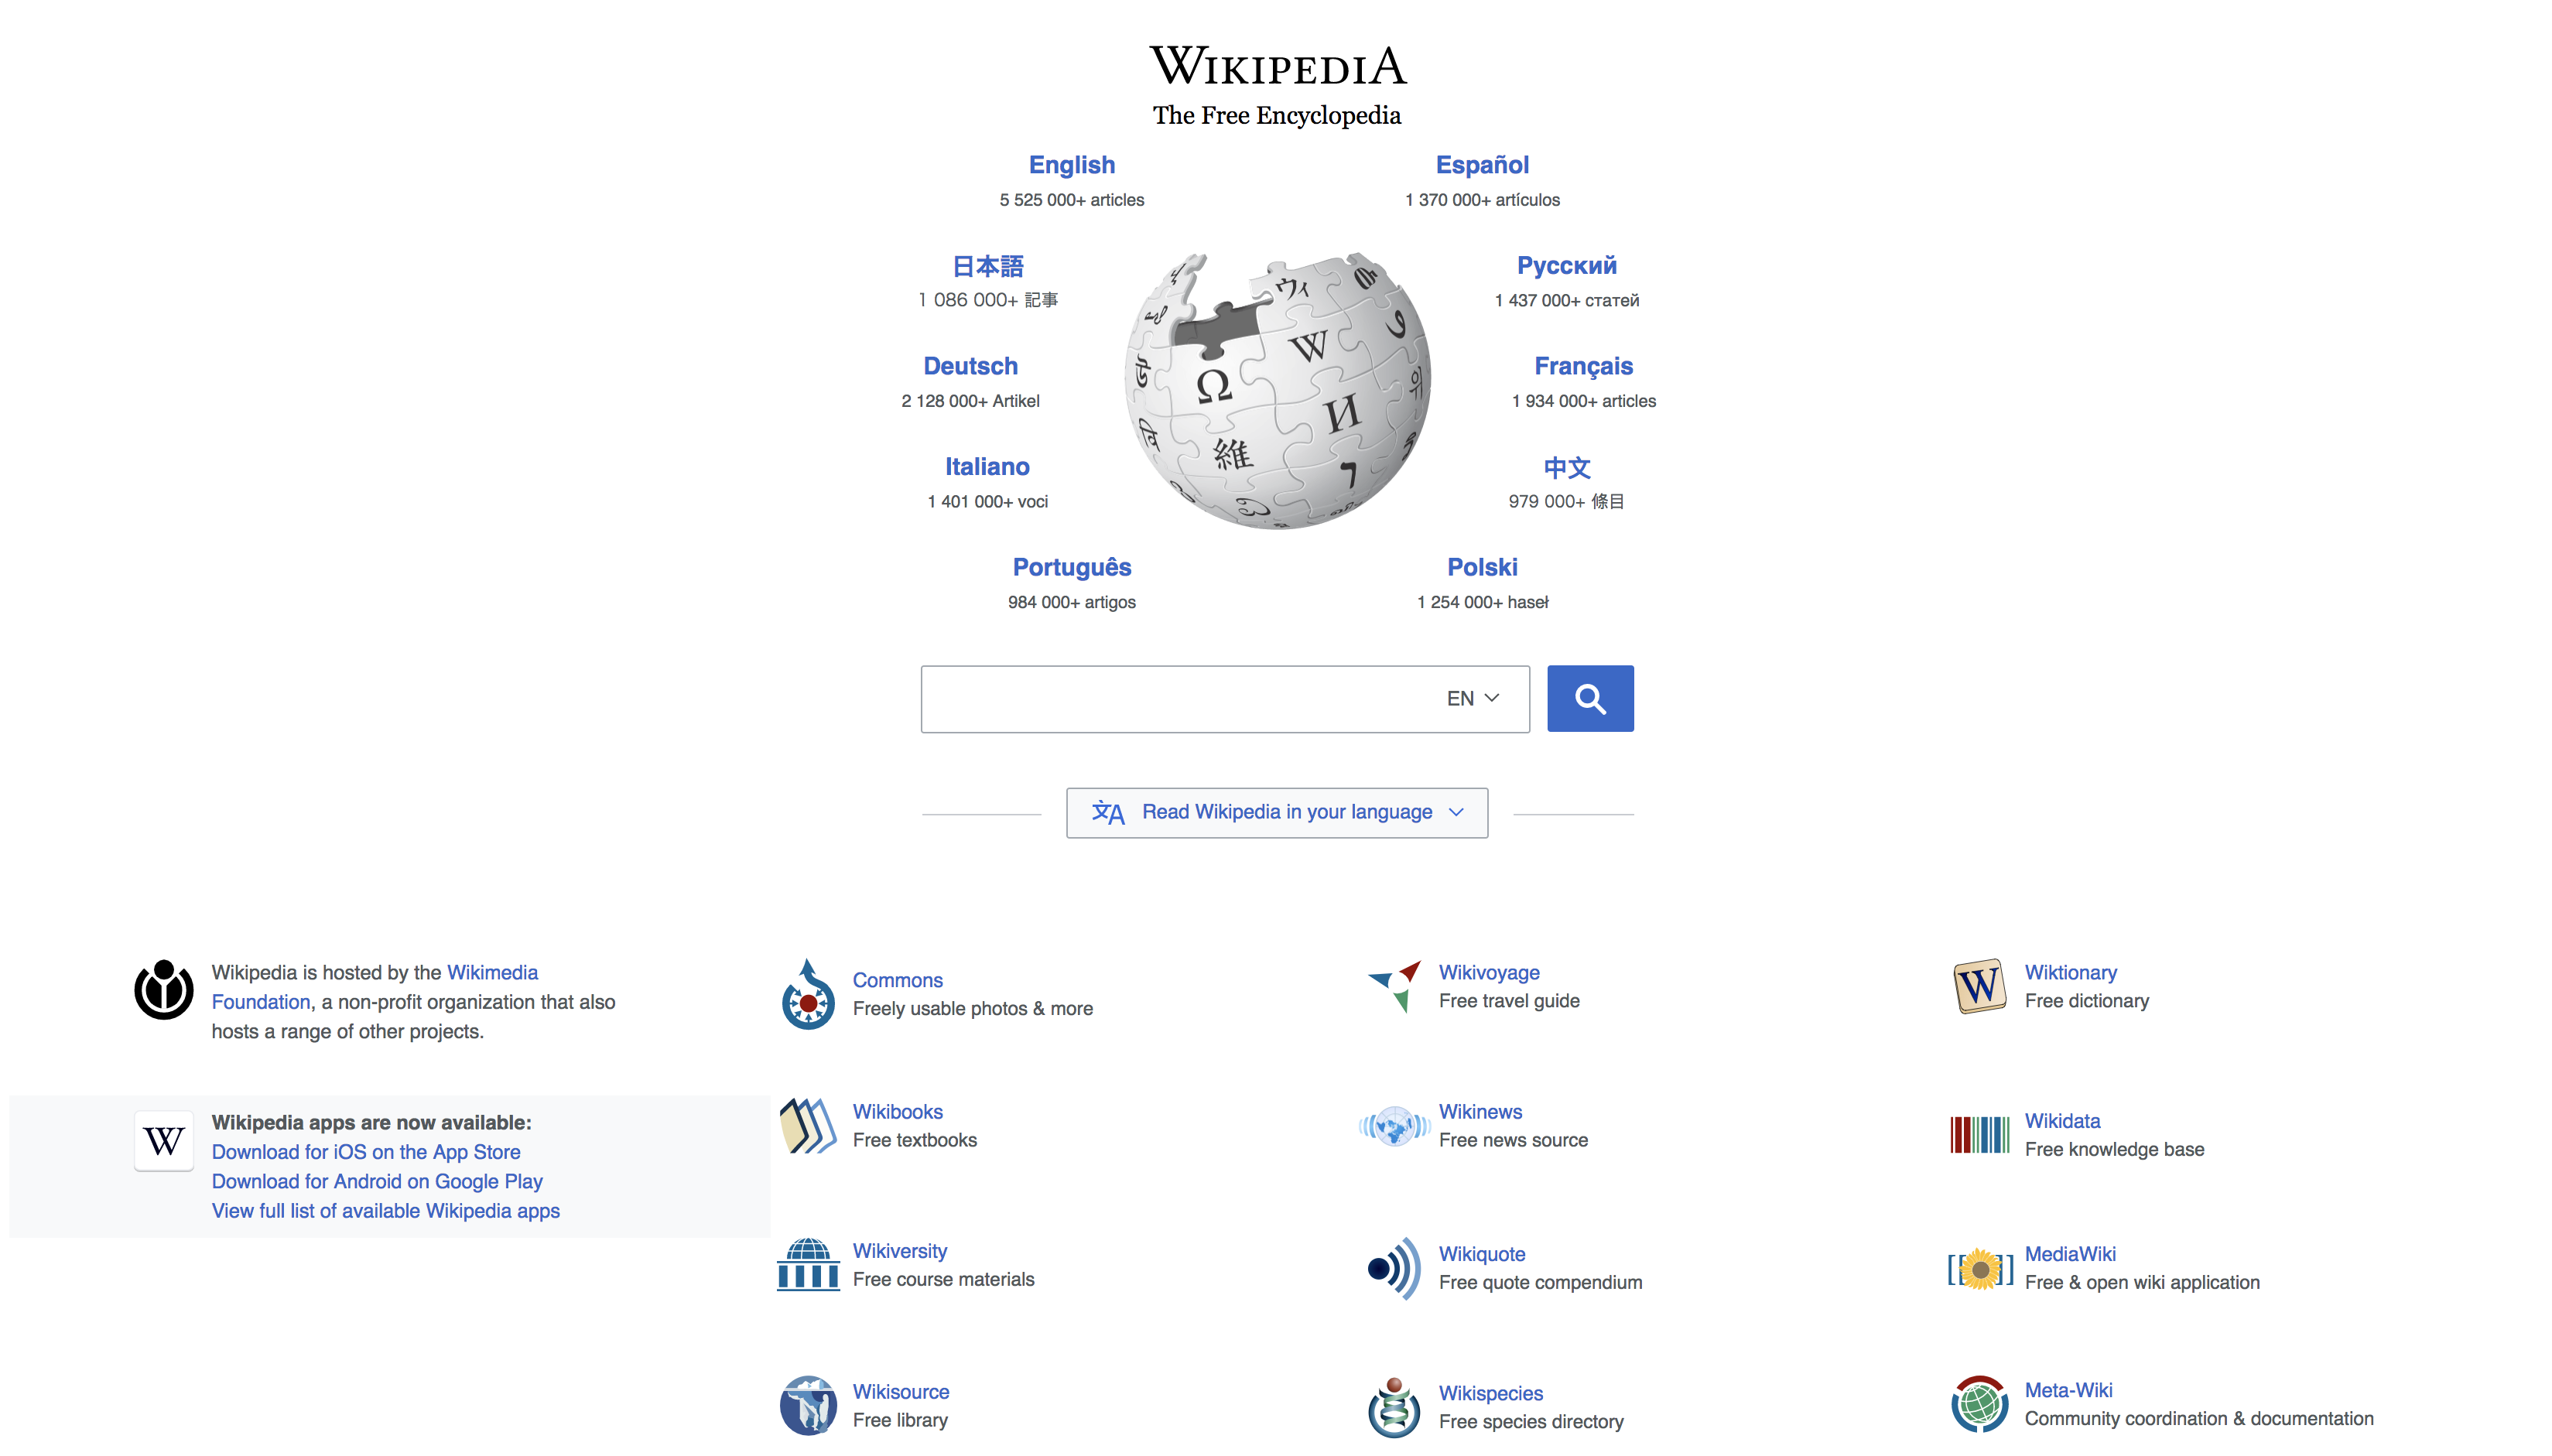 WIKIPEDIA
The Free Encyclopedia
English
5 525 000+ articles
Español
1 370 000+ artículos
日本語
1 086 000+ 記事
Русский
1 437 000+ статей
Deutsch
2 128 000+ Artikel
Français
1 934 000+ articles
Italiano
1 401 000+ voci
中文
979 000+ 條目
Português
984 000+ artigos
Polski
1 254 000+ haseł
Ω
W
И
維
ウィ
EN
文A Read Wikipedia in your language
Wikipedia is hosted by the Wikimedia
Foundation, a non-profit organization that also
hosts a range of other projects.
W
Wikipedia apps are now available:
Download for iOS on the App Store
Download for Android on Google Play
View full list of available Wikipedia apps
Commons
Freely usable photos & more
Wikivoyage
Free travel guide
W
Wiktionary
Free dictionary
Wikibooks
Free textbooks
Wikinews
Free news source
Wikidata
Free knowledge base
Wikiversity
Free course materials
Wikiquote
Free quote compendium
MediaWiki
Free & open wiki application
Wikisource
Free library
Wikispecies
Free species directory
Meta-Wiki
Community coordination & documentation